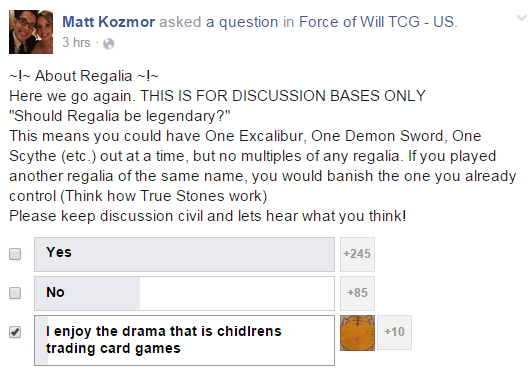 Matt Kozmor asked a question in Force of Will TCG - US.
3 hrs ·
~!~ About Regalia ~!~
Here we go again. THIS IS FOR DISCUSSION BASES ONLY
"Should Regalia be legendary?"
This means you could have One Excalibur, One Demon Sword, One
Scythe (etc.) out at a time, but no multiples of any regalia. If you played
another regalia of the same name, you would banish the one you already
control (Think how True Stones work)
Please keep discussion civil and lets hear what you think!
Yes
+245
No
+85
I enjoy the drama that is chidlrens
trading card games
+10